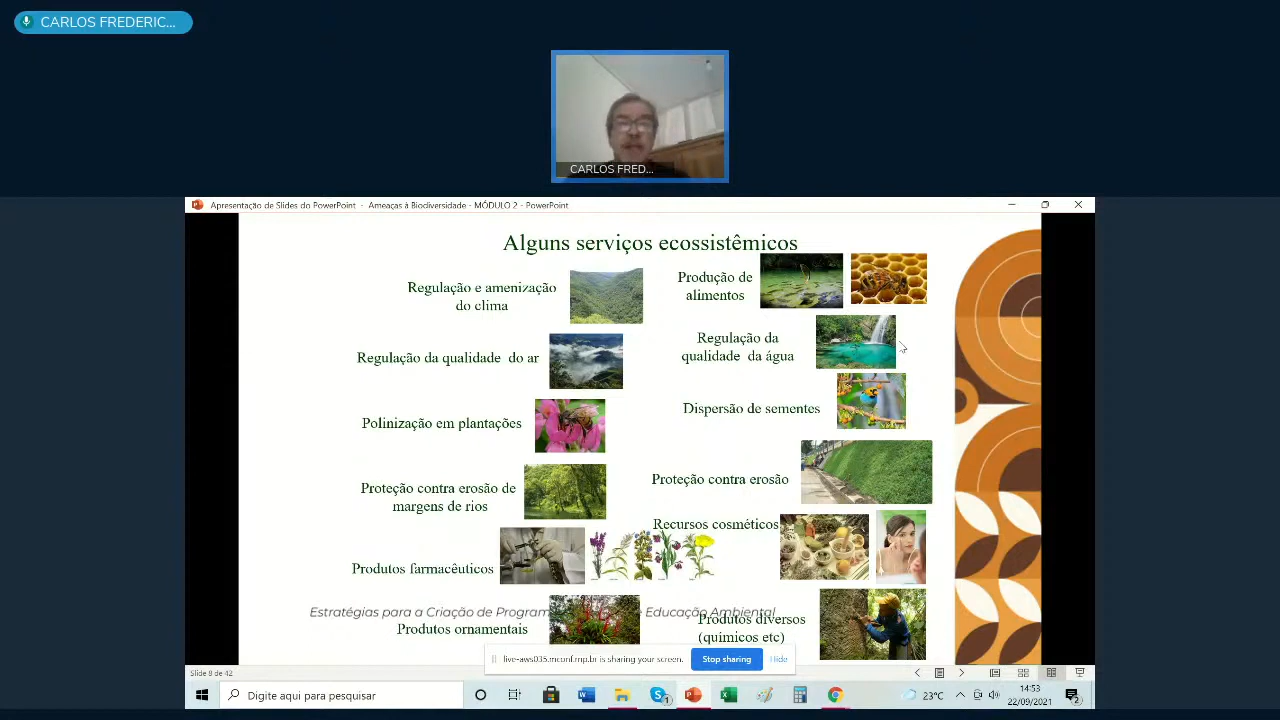 CARLOS FREDERIC...
CARLOS FRED...
Apresentação de Slides do PowerPoint - Ameaças à Biodiversidade - MÓDULO 2 - PowerPoint
Alguns serviços ecossistêmicos
Regulação e amenização
do clima
Produção de
alimentos
Regulação da qualidade do ar
Regulação da
qualidade da água
Polinização em plantações
Dispersão de sementes
Proteção contra erosão de
margens de rios
Proteção contra erosão
Recursos cosméticos
Produtos farmacêuticos
Estratégias para a Criação de Program
e Educação Ambiental
Produtos ornamentais
Produtos diversos
(quimicos etc)
live-aws035.mconf.rnp.br is sharing your screen.
Stop sharing
Hide
Slide 8 de 42
Digite aqui para pesquisar
1
23°C
14:53
22/09/2021
2